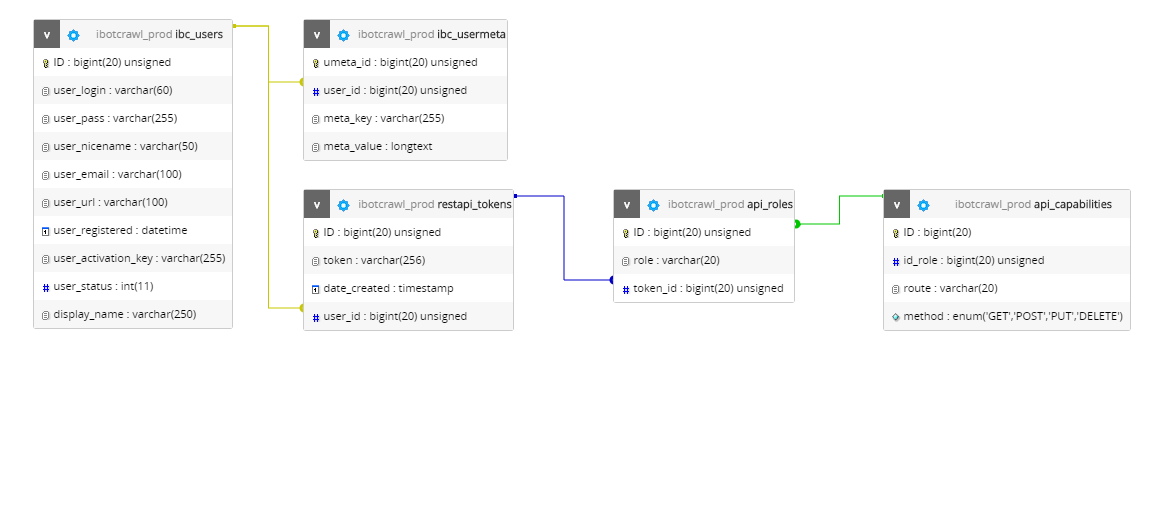 v ibotcrawl_prod ibc_users
ID : bigint(20) unsigned
user_login : varchar(60)
user_pass : varchar(255)
user_nicename : varchar(50)
user_email : varchar(100)
user_url : varchar(100)
user_registered : datetime
user_activation_key : varchar(255)
user_status : int(11)
display_name : varchar(250)
v ibotcrawl_prod ibc_usermeta
umeta_id : bigint(20) unsigned
user_id : bigint(20) unsigned
meta_key : varchar(255)
meta_value : longtext
v ibotcrawl_prod restapi_tokens
ID : bigint(20) unsigned
token : varchar(256)
date_created : timestamp
user_id : bigint(20) unsigned
v ibotcrawl_prod api_roles
ID : bigint(20) unsigned
role : varchar(20)
token_id : bigint(20) unsigned
v ibotcrawl_prod api_capabilities
ID : bigint(20)
id_role : bigint(20) unsigned
route : varchar(20)
method : enum('GET','POST','PUT','DELETE')